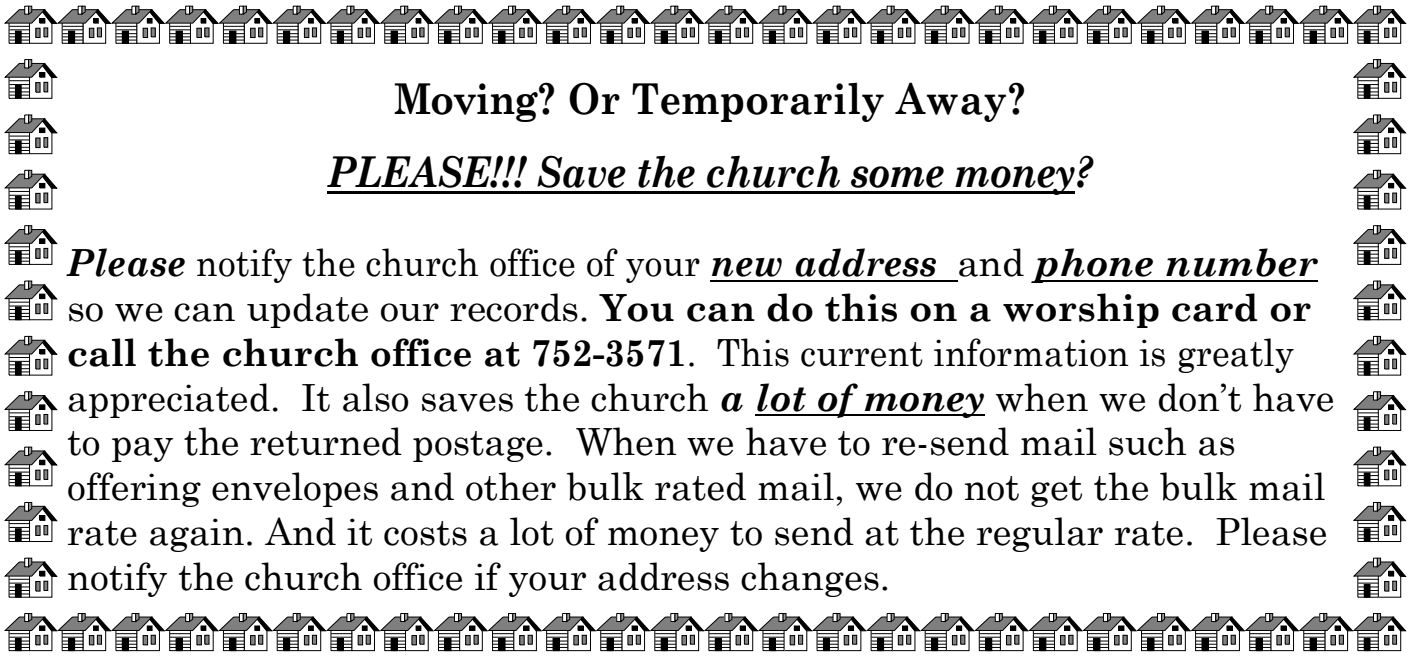 Moving? Or Temporarily Away?
PLEASE!!! Save the church some money?
Please notify the church office of your new address and phone number
so we can update our records. You can do this on a worship card or
call the church office at 752-3571. This current information is greatly
appreciated. It also saves the church a lot of money when we don’t have
to pay the returned postage. When we have to re-send mail such as
offering envelopes and other bulk rated mail, we do not get the bulk mail
rate again. And it costs a lot of money to send at the regular rate. Please
notify the church office if your address changes.